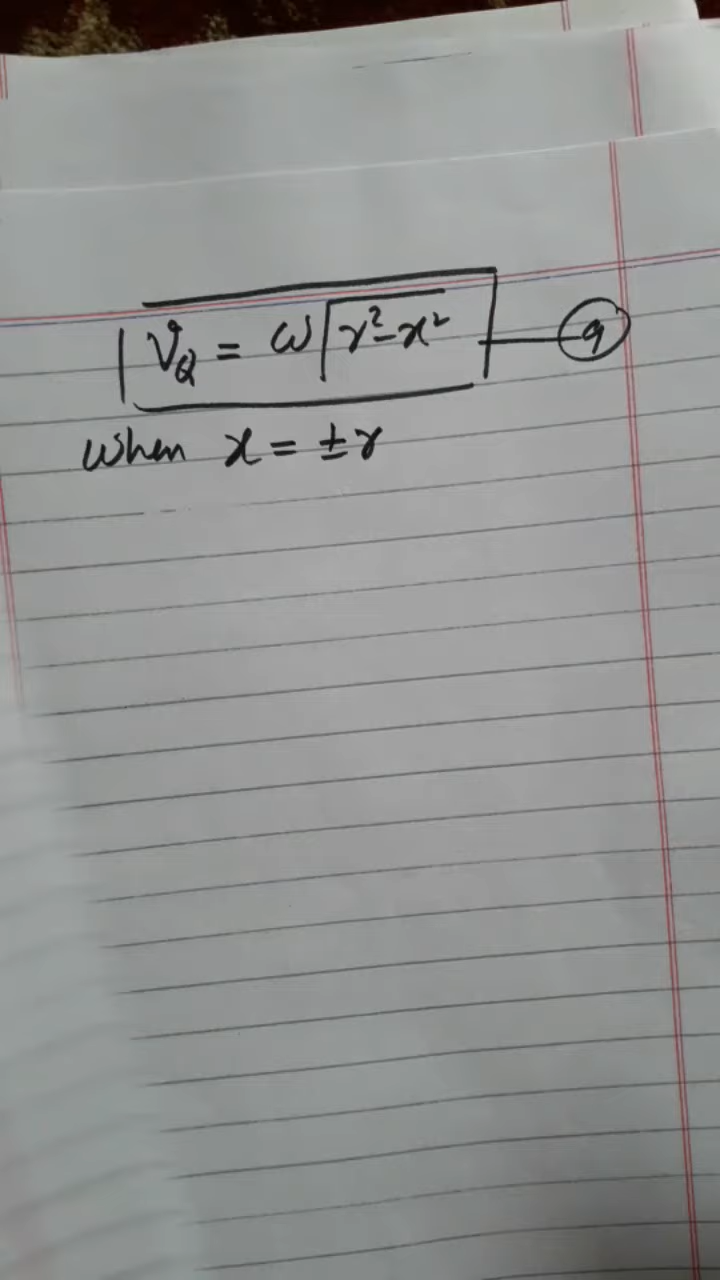 V_Q = ω√(r²-x²) — 9
when x = ±r